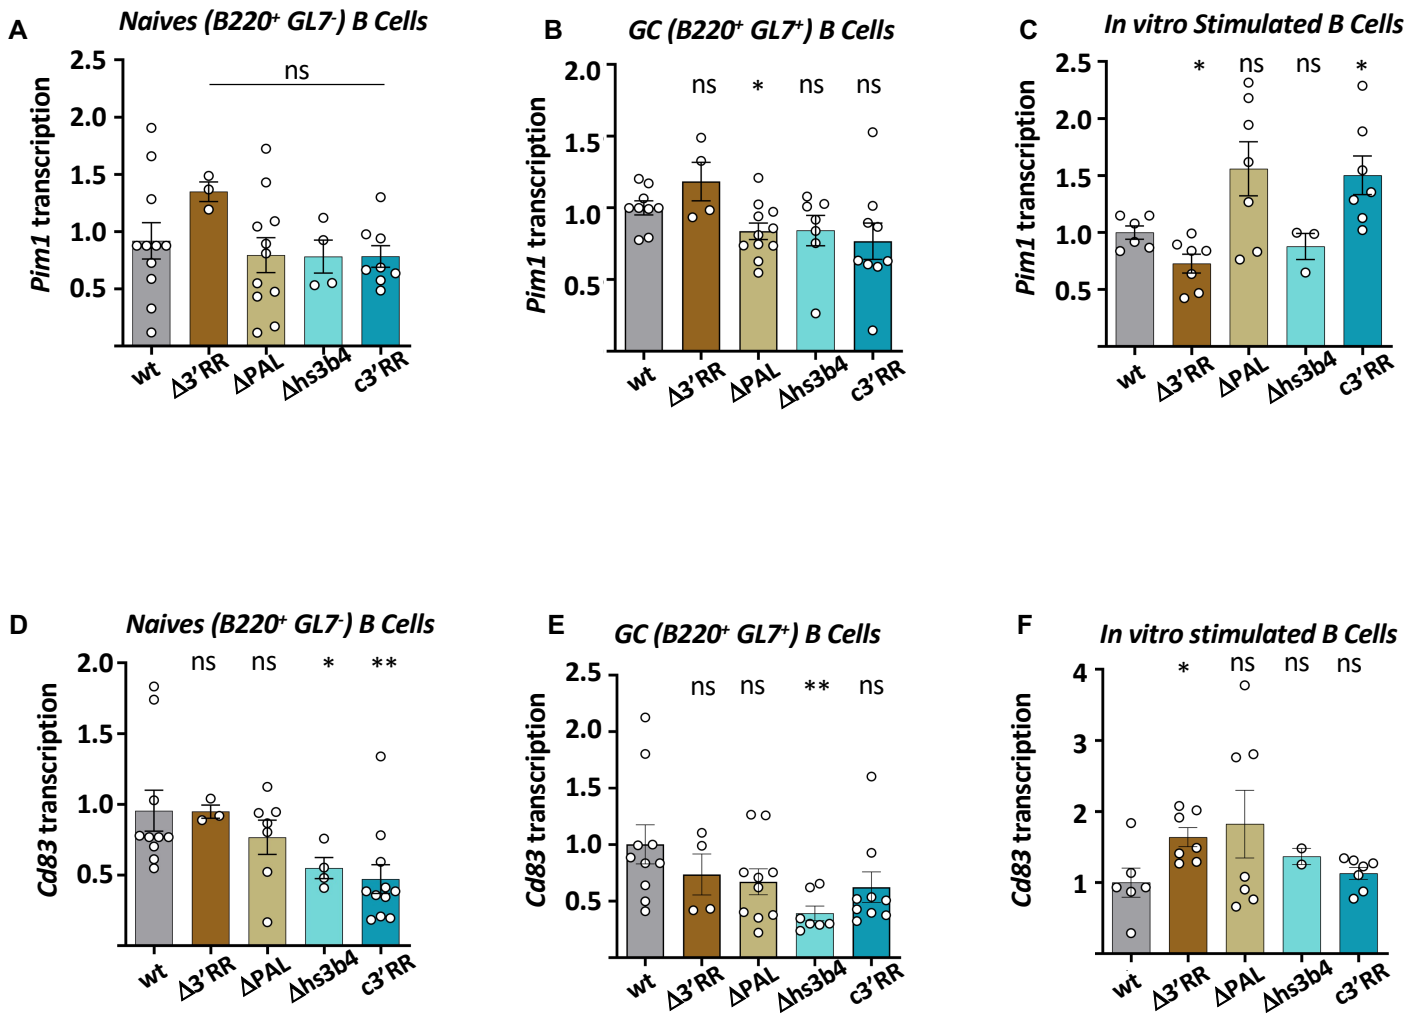 A
Naives (B220+ GL7-) B Cells
Pim1 transcription
2.5
2.0
1.5
1.0
0.5
ns
wt
Δ3'RR
ΔPAL
Δhs3b4
c3'RR
B
GC (B220+ GL7+) B Cells
Pim1 transcription
2.0
1.5
1.0
0.5
ns
*
ns
ns
wt
Δ3'RR
ΔPAL
Δhs3b4
c3'RR
C
In vitro Stimulated B Cells
Pim1 transcription
2.5
2.0
1.5
1.0
0.5
*
ns
ns
*
wt
Δ3'RR
ΔPAL
Δhs3b4
c3'RR
D
Naives (B220+ GL7-) B Cells
Cd83 transcription
2.0
1.5
1.0
0.5
ns
ns
*
**
wt
Δ3'RR
ΔPAL
Δhs3b4
c3'RR
E
GC (B220+ GL7+) B Cells
Cd83 transcription
2.5
2.0
1.5
1.0
0.5
ns
ns
**
ns
wt
Δ3'RR
ΔPAL
Δhs3b4
c3'RR
F
In vitro stimulated B Cells
Cd83 transcription
4
3
2
1
*
ns
ns
ns
wt
Δ3'RR
ΔPAL
Δhs3b4
c3'RR